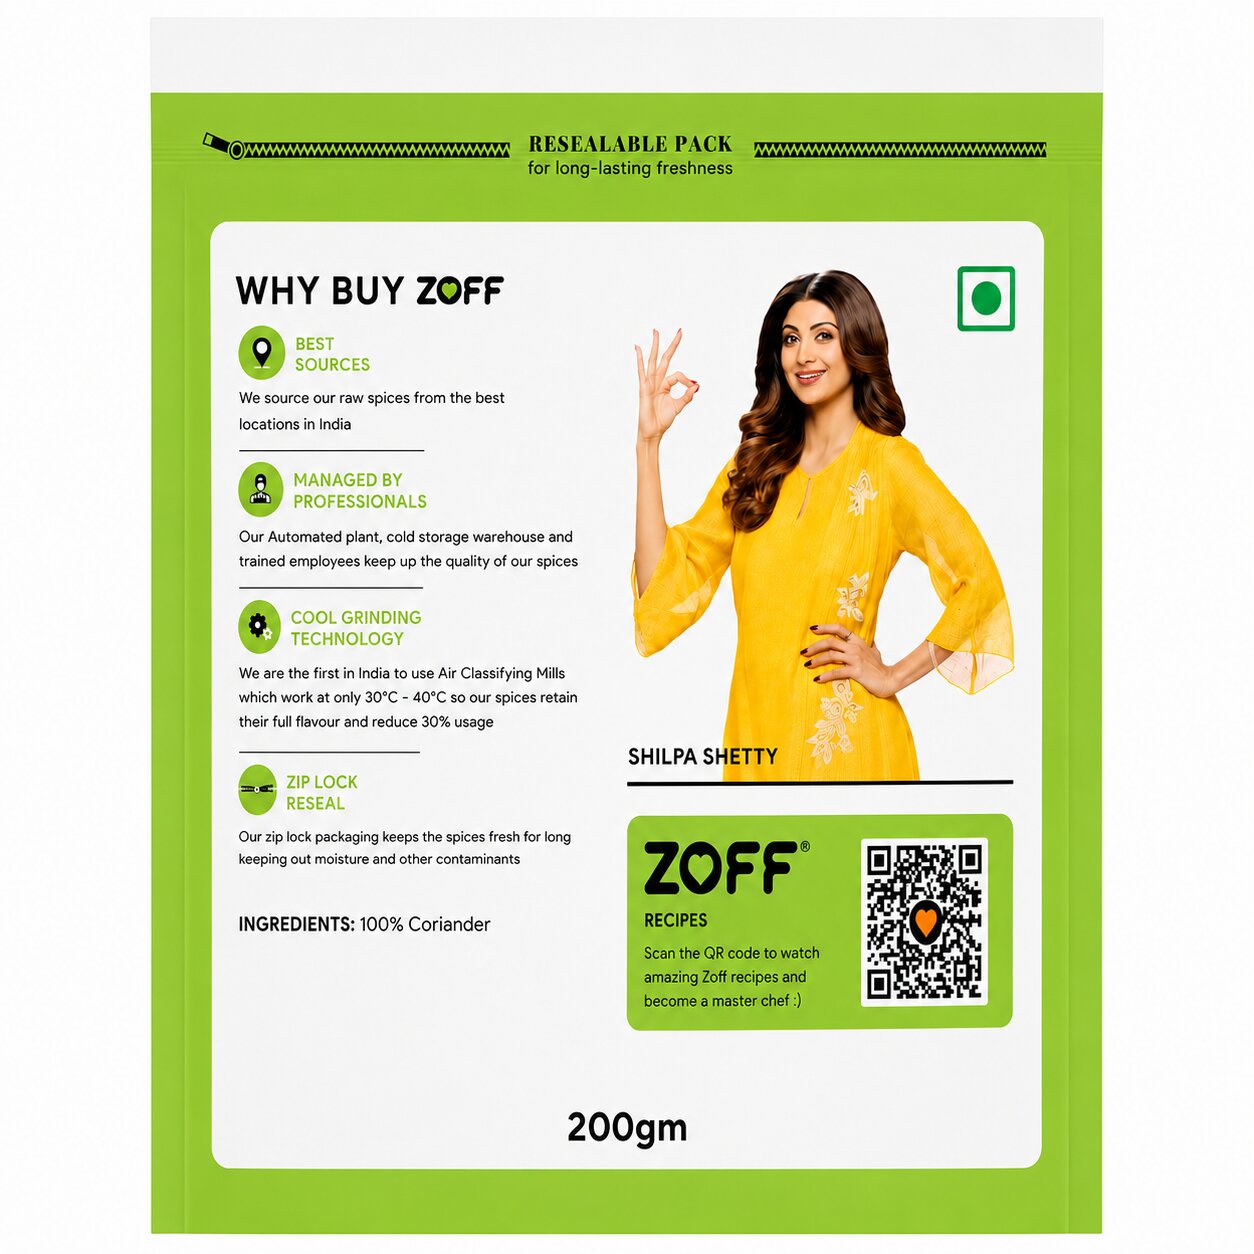 RESEALABLE PACK
for long-lasting freshness
WHY BUY ZOFF
BEST
SOURCES
We source our raw spices from the best
locations in India
MANAGED BY
PROFESSIONALS
Our Automated plant, cold storage warehouse and
trained employees keep up the quality of our spices
COOL GRINDING
TECHNOLOGY
We are the first in India to use Air Classifying Mills
which work at only 30°C - 40°C so our spices retain
their full flavour and reduce 30% usage
ZIP LOCK
RESEAL
Our zip lock packaging keeps the spices fresh for long
keeping out moisture and other contaminants
INGREDIENTS: 100% Coriander
SHILPA SHETTY
ZOFF®
RECIPES
Scan the QR code to watch
amazing Zoff recipes and
become a master chef :)
200gm